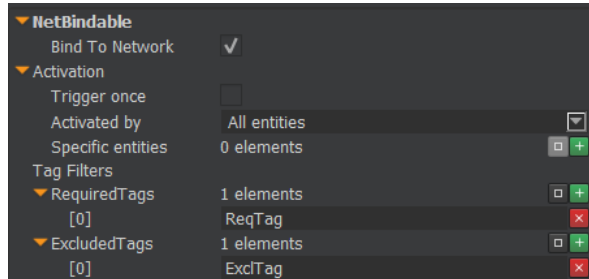 NetBindable
Bind To Network
Activation
Trigger once
Activated by All entities
Specific entities 0 elements
Tag Filters
RequiredTags 1 elements
[0] ReqTag
ExcludedTags 1 elements
[0] ExclTag